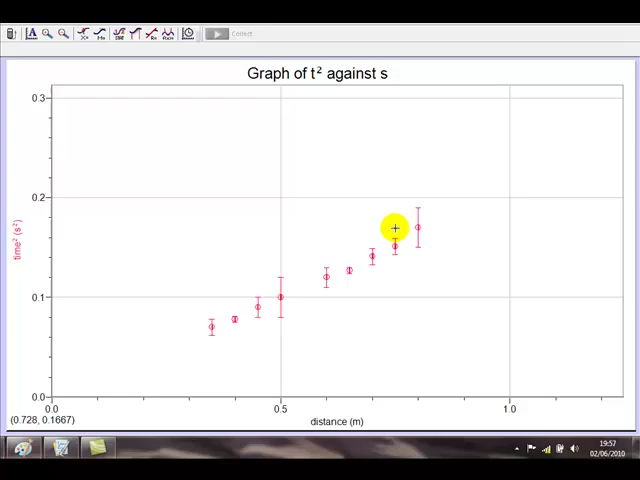 Collect
Graph of t² against s
0.3
0.2
time² (s²)
0.1
0.0
0.0
0.5
1.0
(0.728, 0.1667)
distance (m)
19:57
02/06/2010